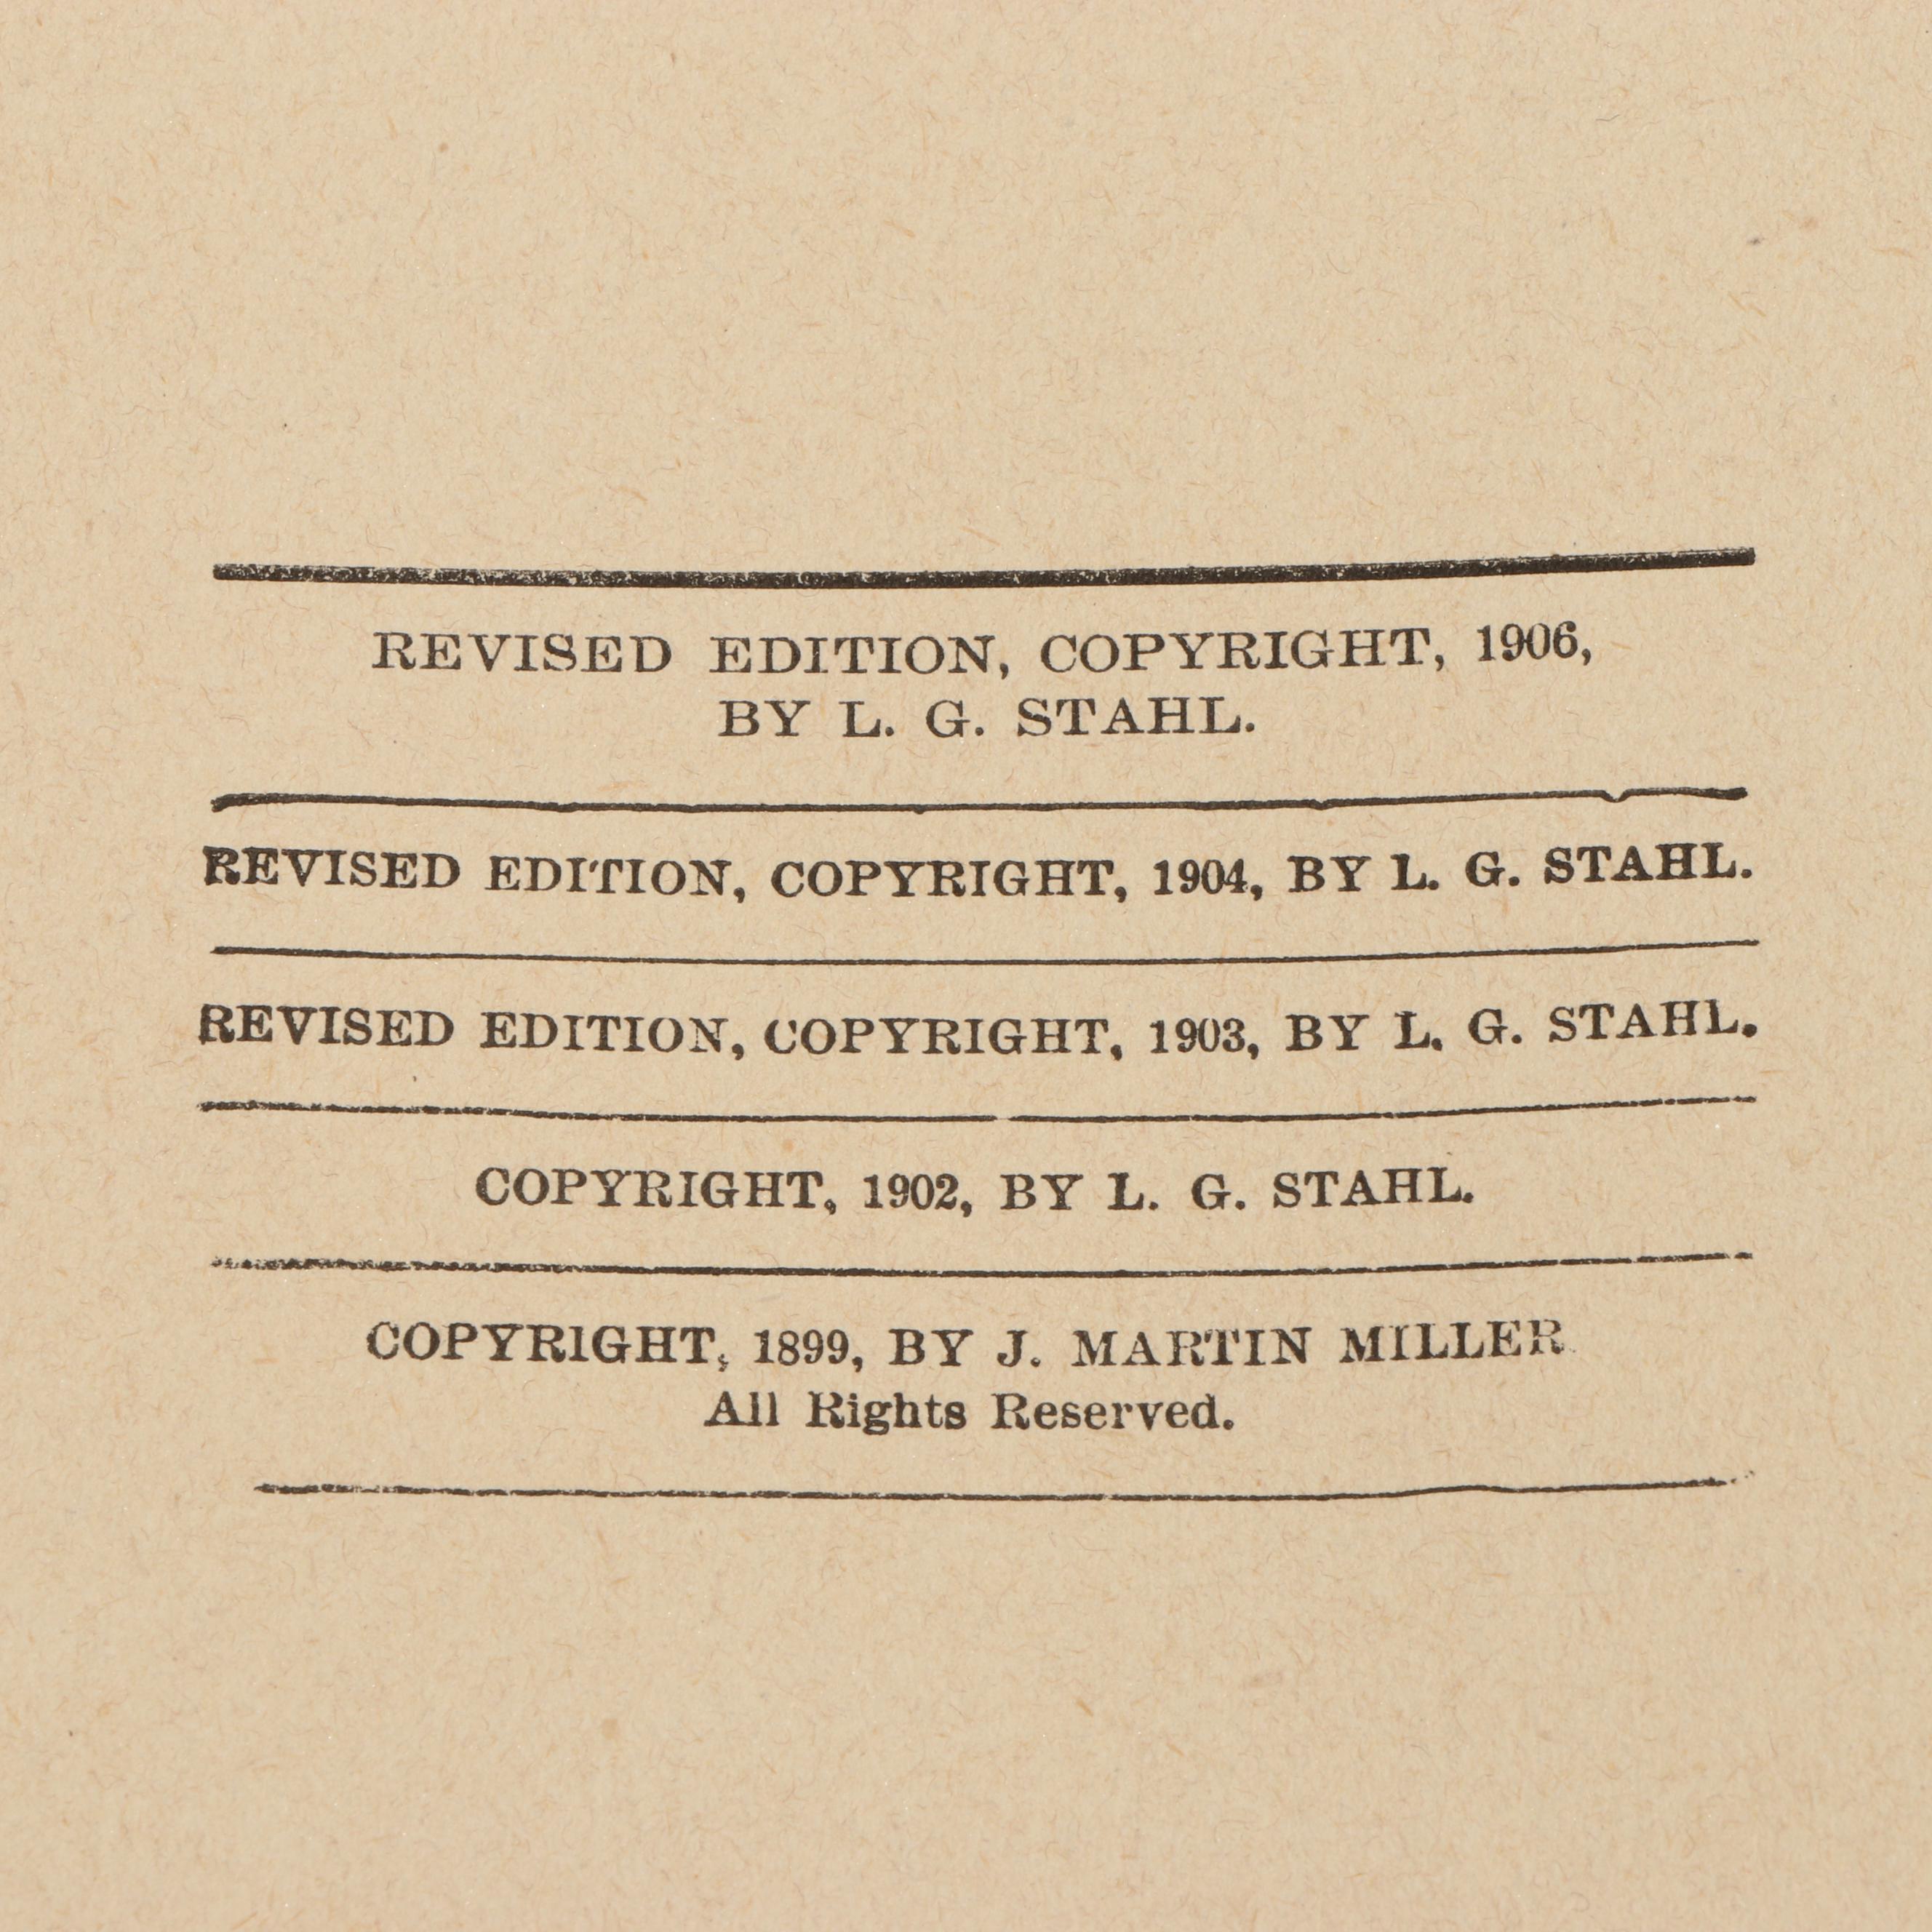 REVISED EDITION, COPYRIGHT, 1906,
BY L. G. STAHL.
REVISED EDITION, COPYRIGHT, 1904, BY L. G. STAHL.
REVISED EDITION, COPYRIGHT, 1903, BY L. G. STAHL.
COPYRIGHT, 1902, BY L. G. STAHL.
COPYRIGHT, 1899, BY J. MARTIN MILLER
All Rights Reserved.